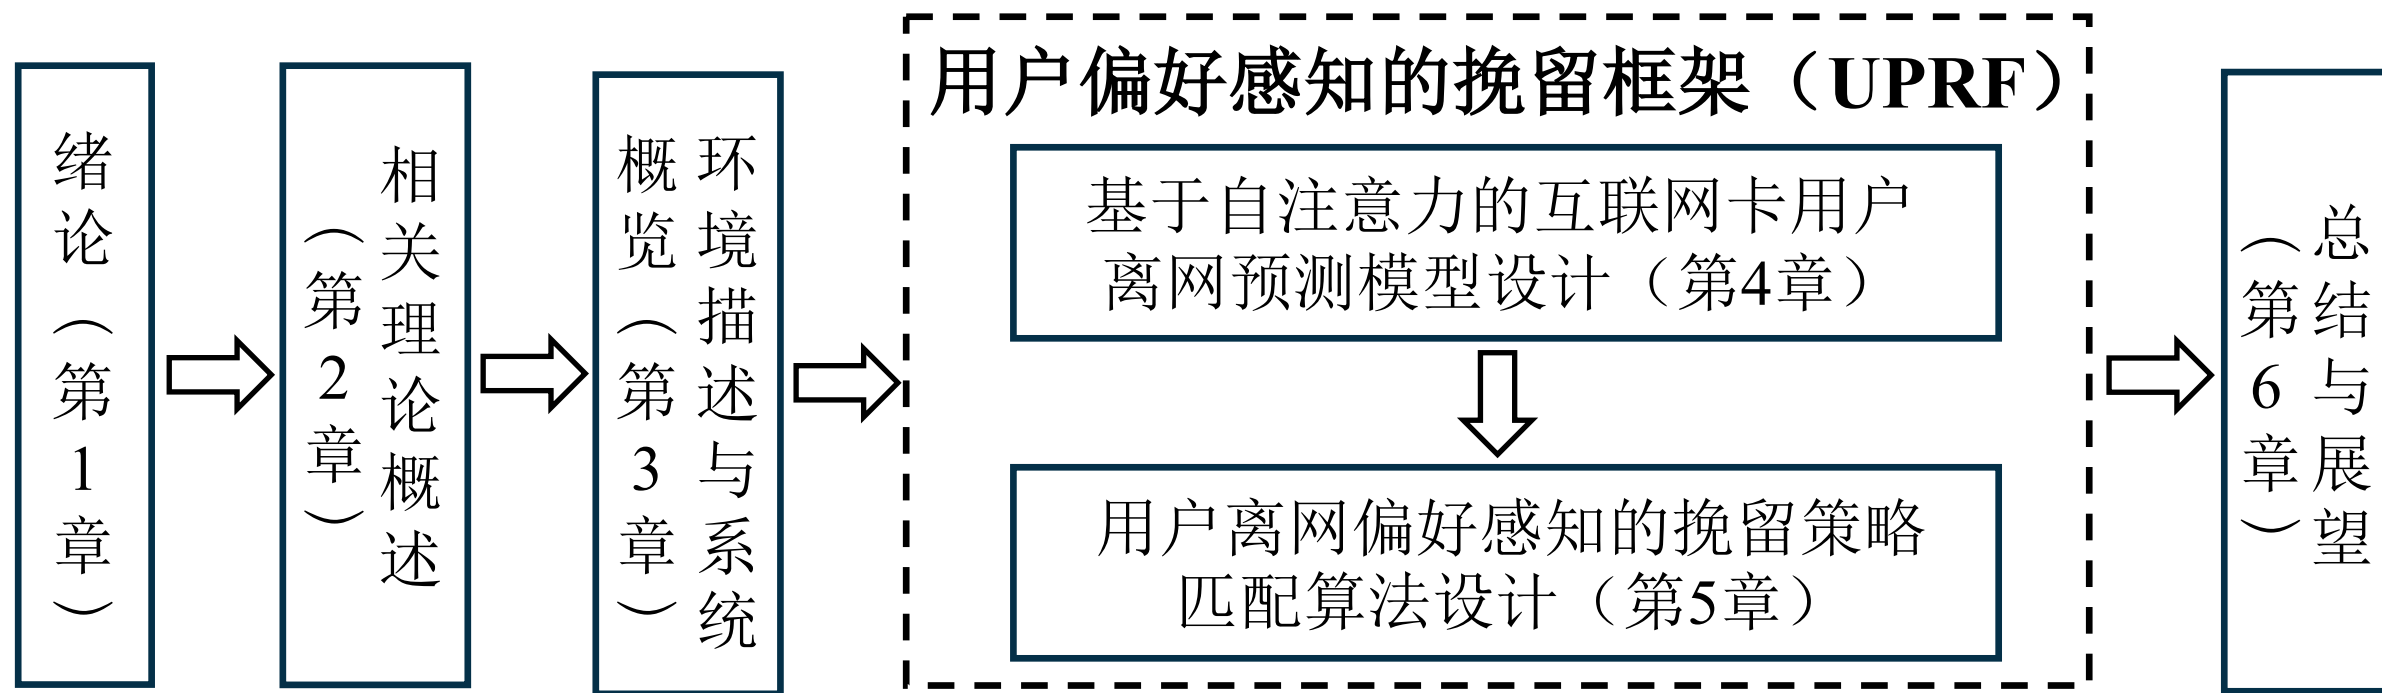 绪论（第1章）
相关理论概述
（第2章）
环境描述与系统
概览（第3章）
用户偏好感知的挽留框架（UPRF）
基于自注意力的互联网卡用户
离网预测模型设计（第4章）
用户离网偏好感知的挽留策略
匹配算法设计（第5章）
总结与展望
（第6章）